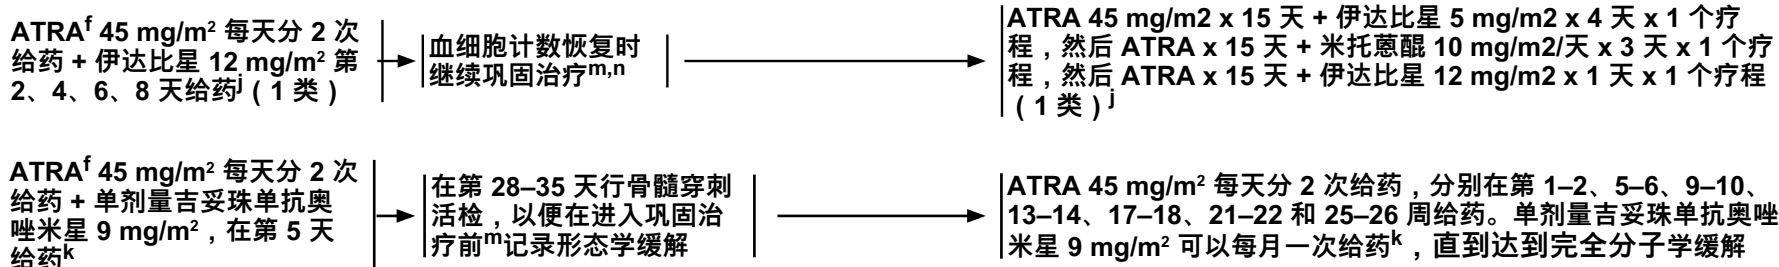 ATRAf 45 mg/m² 每天分 2 次
给药 + 伊达比星 12 mg/m² 第
2、4、6、8 天给药j ( 1 类 )
血细胞计数恢复时
继续巩固治疗m,n
ATRA 45 mg/m2 x 15 天 + 伊达比星 5 mg/m2 x 4 天 x 1 个疗
程，然后 ATRA x 15 天 + 米托蒽醌 10 mg/m2/天 x 3 天 x 1 个疗
程，然后 ATRA x 15 天 + 伊达比星 12 mg/m2 x 1 天 x 1 个疗程
( 1 类 ) j
ATRAf 45 mg/m² 每天分 2 次
给药 + 单剂量吉妥珠单抗奥
唑米星 9 mg/m²，在第 5 天
给药k
在第 28–35 天行骨髓穿刺
活检，以便在进入巩固治
疗前m记录形态学缓解
ATRA 45 mg/m² 每天分 2 次给药，分别在第 1–2、5–6、9–10、
13–14、17–18、21–22 和 25–26 周给药。单剂量吉妥珠单抗奥唑
米星 9 mg/m² 可以每月一次给药k，直到达到完全分子学缓解